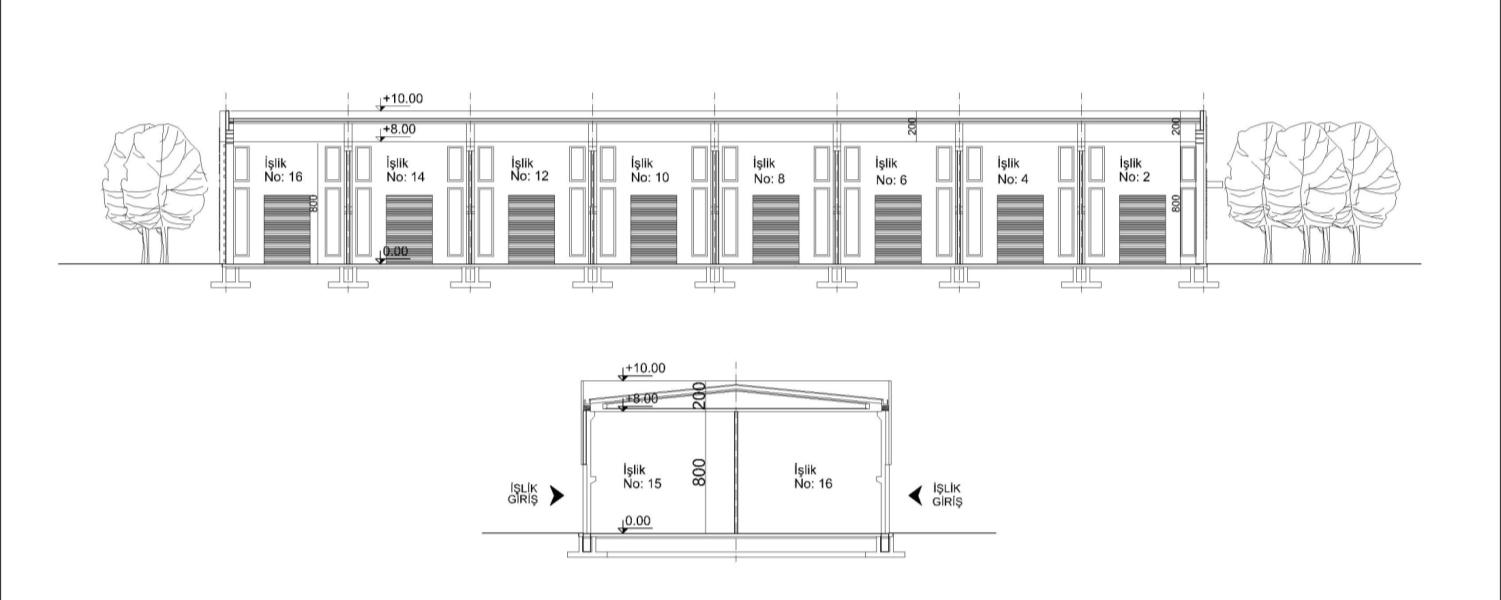 +10.00
+8.00
200
200
İşlik
No: 16
İşlik
No: 14
İşlik
No: 12
İşlik
No: 10
İşlik
No: 8
İşlik
No: 6
İşlik
No: 4
İşlik
No: 2
800
800
0.00
+10.00
+8.00
200
İşlik
No: 15
800
İşlik
No: 16
İŞLİK
GİRİŞ
İŞLİK
GİRİŞ
0.00